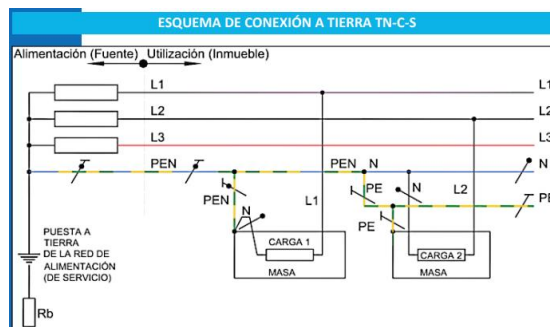 ESQUEMA DE CONEXIÓN A TIERRA TN-C-S
Alimentación (Fuente) Utilización (Inmueble)
L1 L1
L2 L2
L3 L3
PEN PEN N N
PEN L1 PE N L2 PE
N PE
CARGA 1 CARGA 2
MASA MASA
PUESTA A
TIERRA
DE LA RED DE
ALIMENTACIÓN
(DE SERVICIO)
Rb